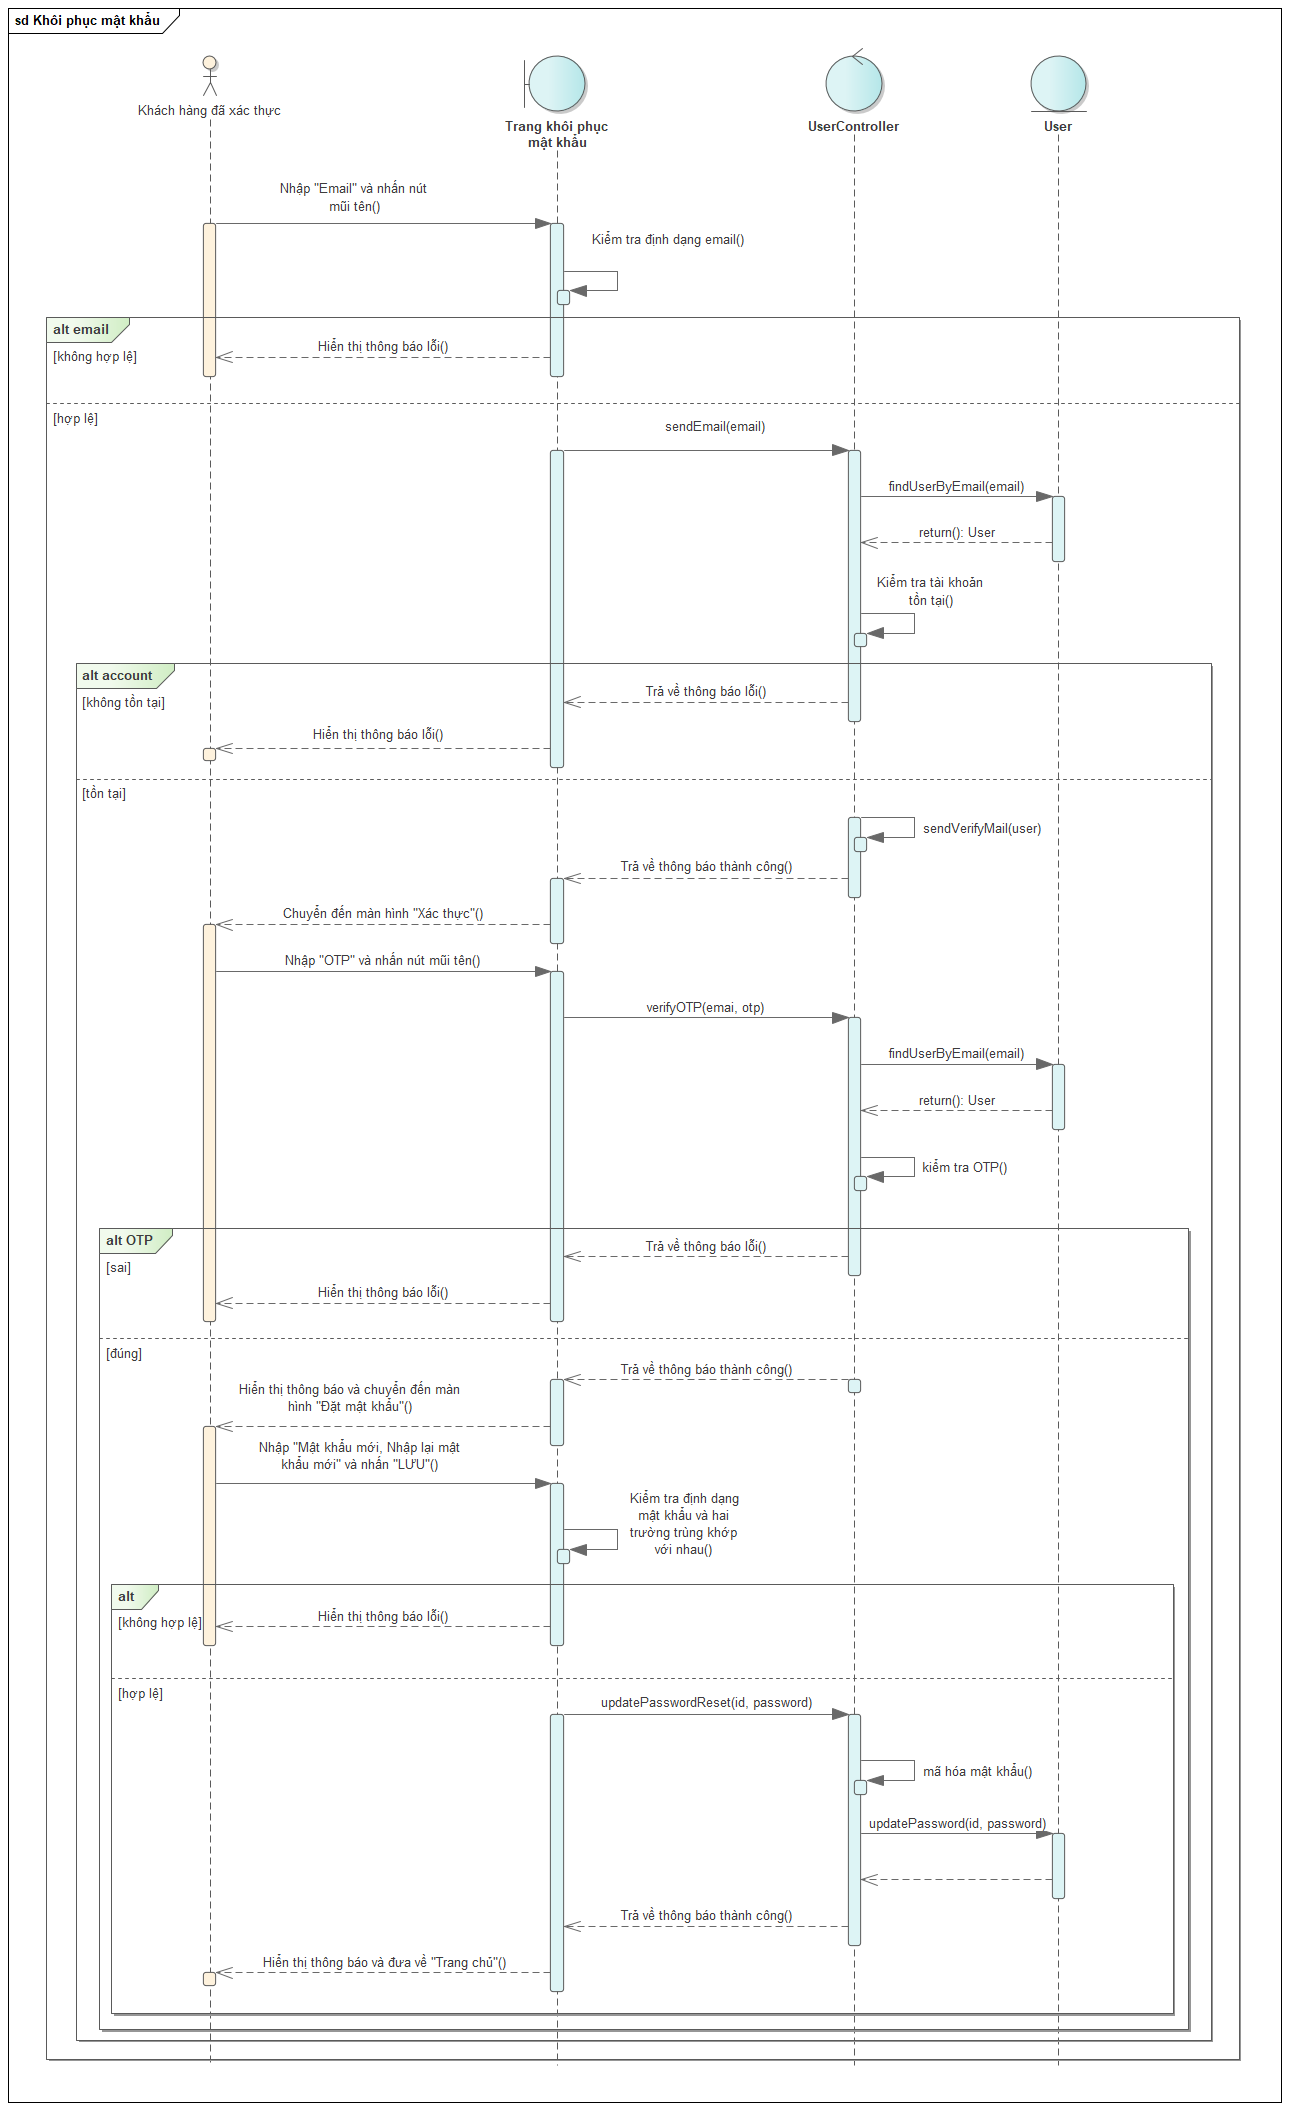 sd Khôi phục mật khẩu
Khách hàng đã xác thực
Trang khôi phục
mật khẩu
UserController
User
Nhập "Email" và nhấn nút
mũi tên()
Kiểm tra định dạng email()
alt email
[không hợp lệ]
Hiển thị thông báo lỗi()
[hợp lệ]
sendEmail(email)
findUserByEmail(email)
return(): User
Kiểm tra tài khoản
tồn tại()
alt account
[không tồn tại]
Trả về thông báo lỗi()
Hiển thị thông báo lỗi()
[tồn tại]
sendVerifyMail(user)
Trả về thông báo thành công()
Chuyển đến màn hình "Xác thực"()
Nhập "OTP" và nhấn nút mũi tên()
verifyOTP(emai, otp)
findUserByEmail(email)
return(): User
kiểm tra OTP()
alt OTP
[sai]
Trả về thông báo lỗi()
Hiển thị thông báo lỗi()
[đúng]
Trả về thông báo thành công()
Hiển thị thông báo và chuyển đến màn
hình "Đặt mật khẩu"()
Nhập "Mật khẩu mới, Nhập lại mật
khẩu mới" và nhấn "LƯU"()
Kiểm tra định dạng
mật khẩu và hai
trường trùng khớp
với nhau()
alt
[không hợp lệ]
Hiển thị thông báo lỗi()
[hợp lệ]
updatePasswordReset(id, password)
mã hóa mật khẩu()
updatePassword(id, password)
Trả về thông báo thành công()
Hiển thị thông báo và đưa về "Trang chủ"()